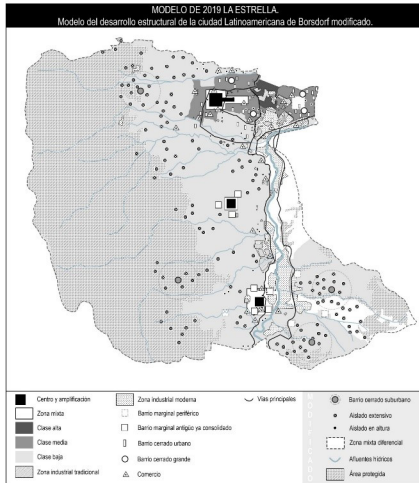 MODELO DE 2019 LA ESTRELLA.
Modelo del desarrollo estructural de la ciudad Latinoamericana de Borsdorf modificado.
Centro y amplificación
Zona mixta
Clase alta
Clase media
Clase baja
Zona industrial tradicional
Zona industrial moderna
Barrio marginal periférico
Barrio marginal antigüo ya consolidado
Barrio cerrado urbano
Barrio cerrado grande
Comercio
Vías principales
Barrio cerrado suburbano
Aislado extensivo
Aislado en altura
Zona mixta diferencial
Afluentes hídricos
Área protegida